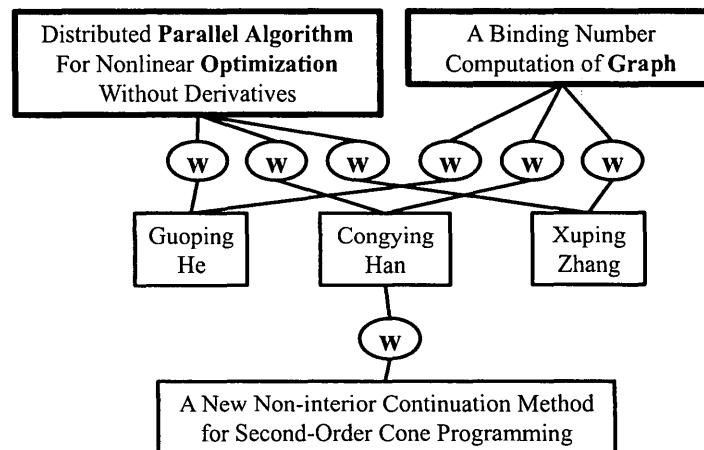 Distributed Parallel Algorithm
For Nonlinear Optimization
Without Derivatives
A Binding Number
Computation of Graph
w
w
w
w
w
w
Guoping
He
Congying
Han
Xuping
Zhang
w
A New Non-interior Continuation Method
for Second-Order Cone Programming